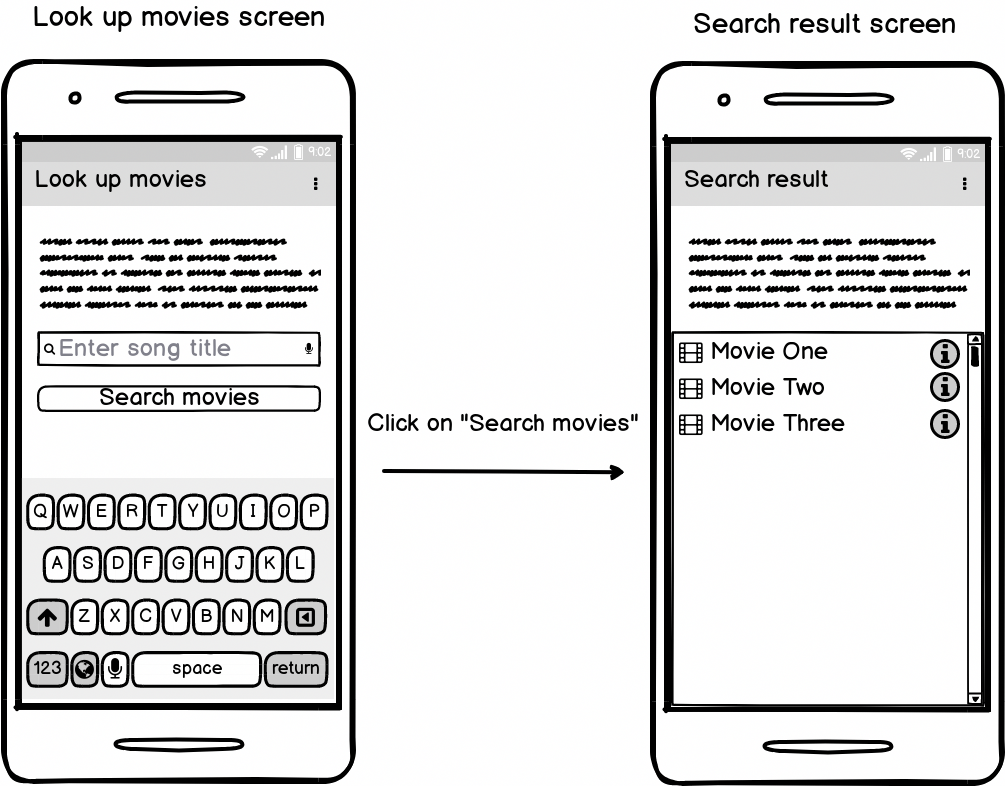 Look up movies screen
9:02
Look up movies
Enter song title
Search movies
Q W E R T Y U I O P
A S D F G H J K L
Z X C V B N M
123 space return
Click on "Search movies"
Search result screen
9:02
Search result
Movie One
Movie Two
Movie Three